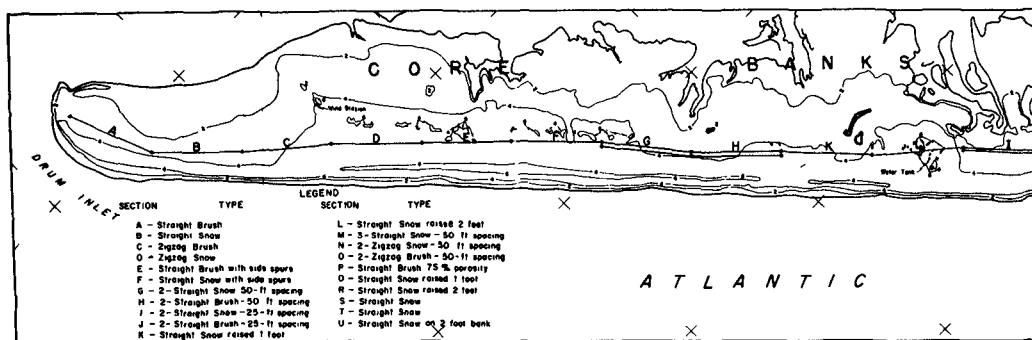 C O R E B A N K S
Wind Station
A B C D E F G H K I
Water Tank
DRUM INLET
LEGEND
SECTION TYPE SECTION TYPE
A - Straight Brush
B - Straight Snow
C - Zigzag Brush
D - Zigzag Snow
E - Straight Brush with side spurs
F - Straight Snow with side spurs
G - 2-Straight Snow 50-ft spacing
H - 2-Straight Brush-50 ft spacing
I - 2-Straight Snow-25-ft spacing
J - 2-Straight Brush-25-ft spacing
K - Straight Snow raised 1 foot
L - Straight Snow raised 2 feet
M - 3-Straight Snow-50 ft spacing
N - 2-Zigzag Snow-50 ft spacing
O - 2-Zigzag Brush-50-ft spacing
P - Straight Brush 75% porosity
Q - Straight Snow raised 1 foot
R - Straight Snow raised 2 feet
S - Straight Snow
T - Straight Snow
U - Straight Snow on 2 foot bank
A T L A N T I C